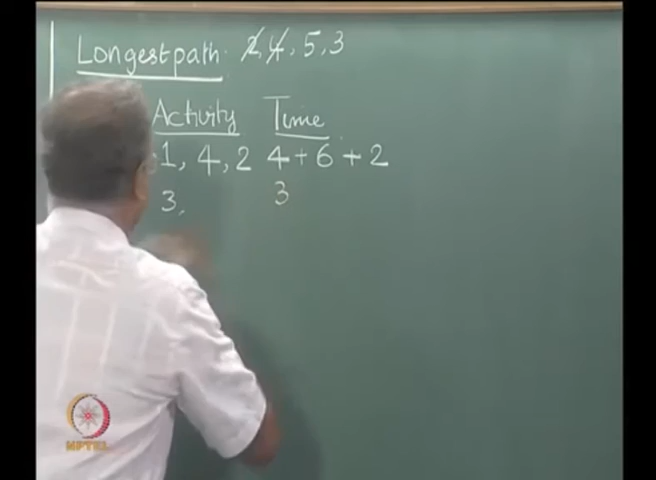 Longest path: 2, 4, 5, 3
Activity Time
1, 4, 2 4 + 6 + 2
3, 3
NPTEL